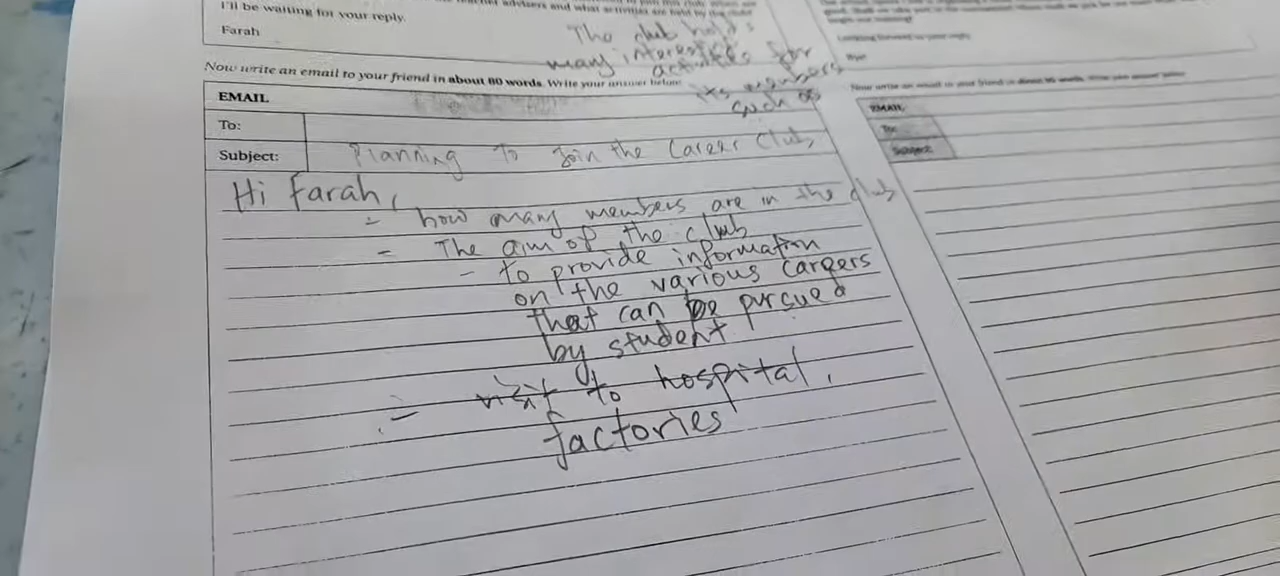 I'll be waiting for your reply.
Farah
The club holds
many interesting
activities for
its members
such as
Now write an email to your friend in about 80 words. Write your answer below.
EMAIL
To:
Subject: Planning To Join the Career Club
Hi Farah,
- how many members are in the club
- The aim of the club
- to provide information
on the various careers
that can be pursued
by student
- visit to hospital,
factories
EMAIL
To:
Subject: